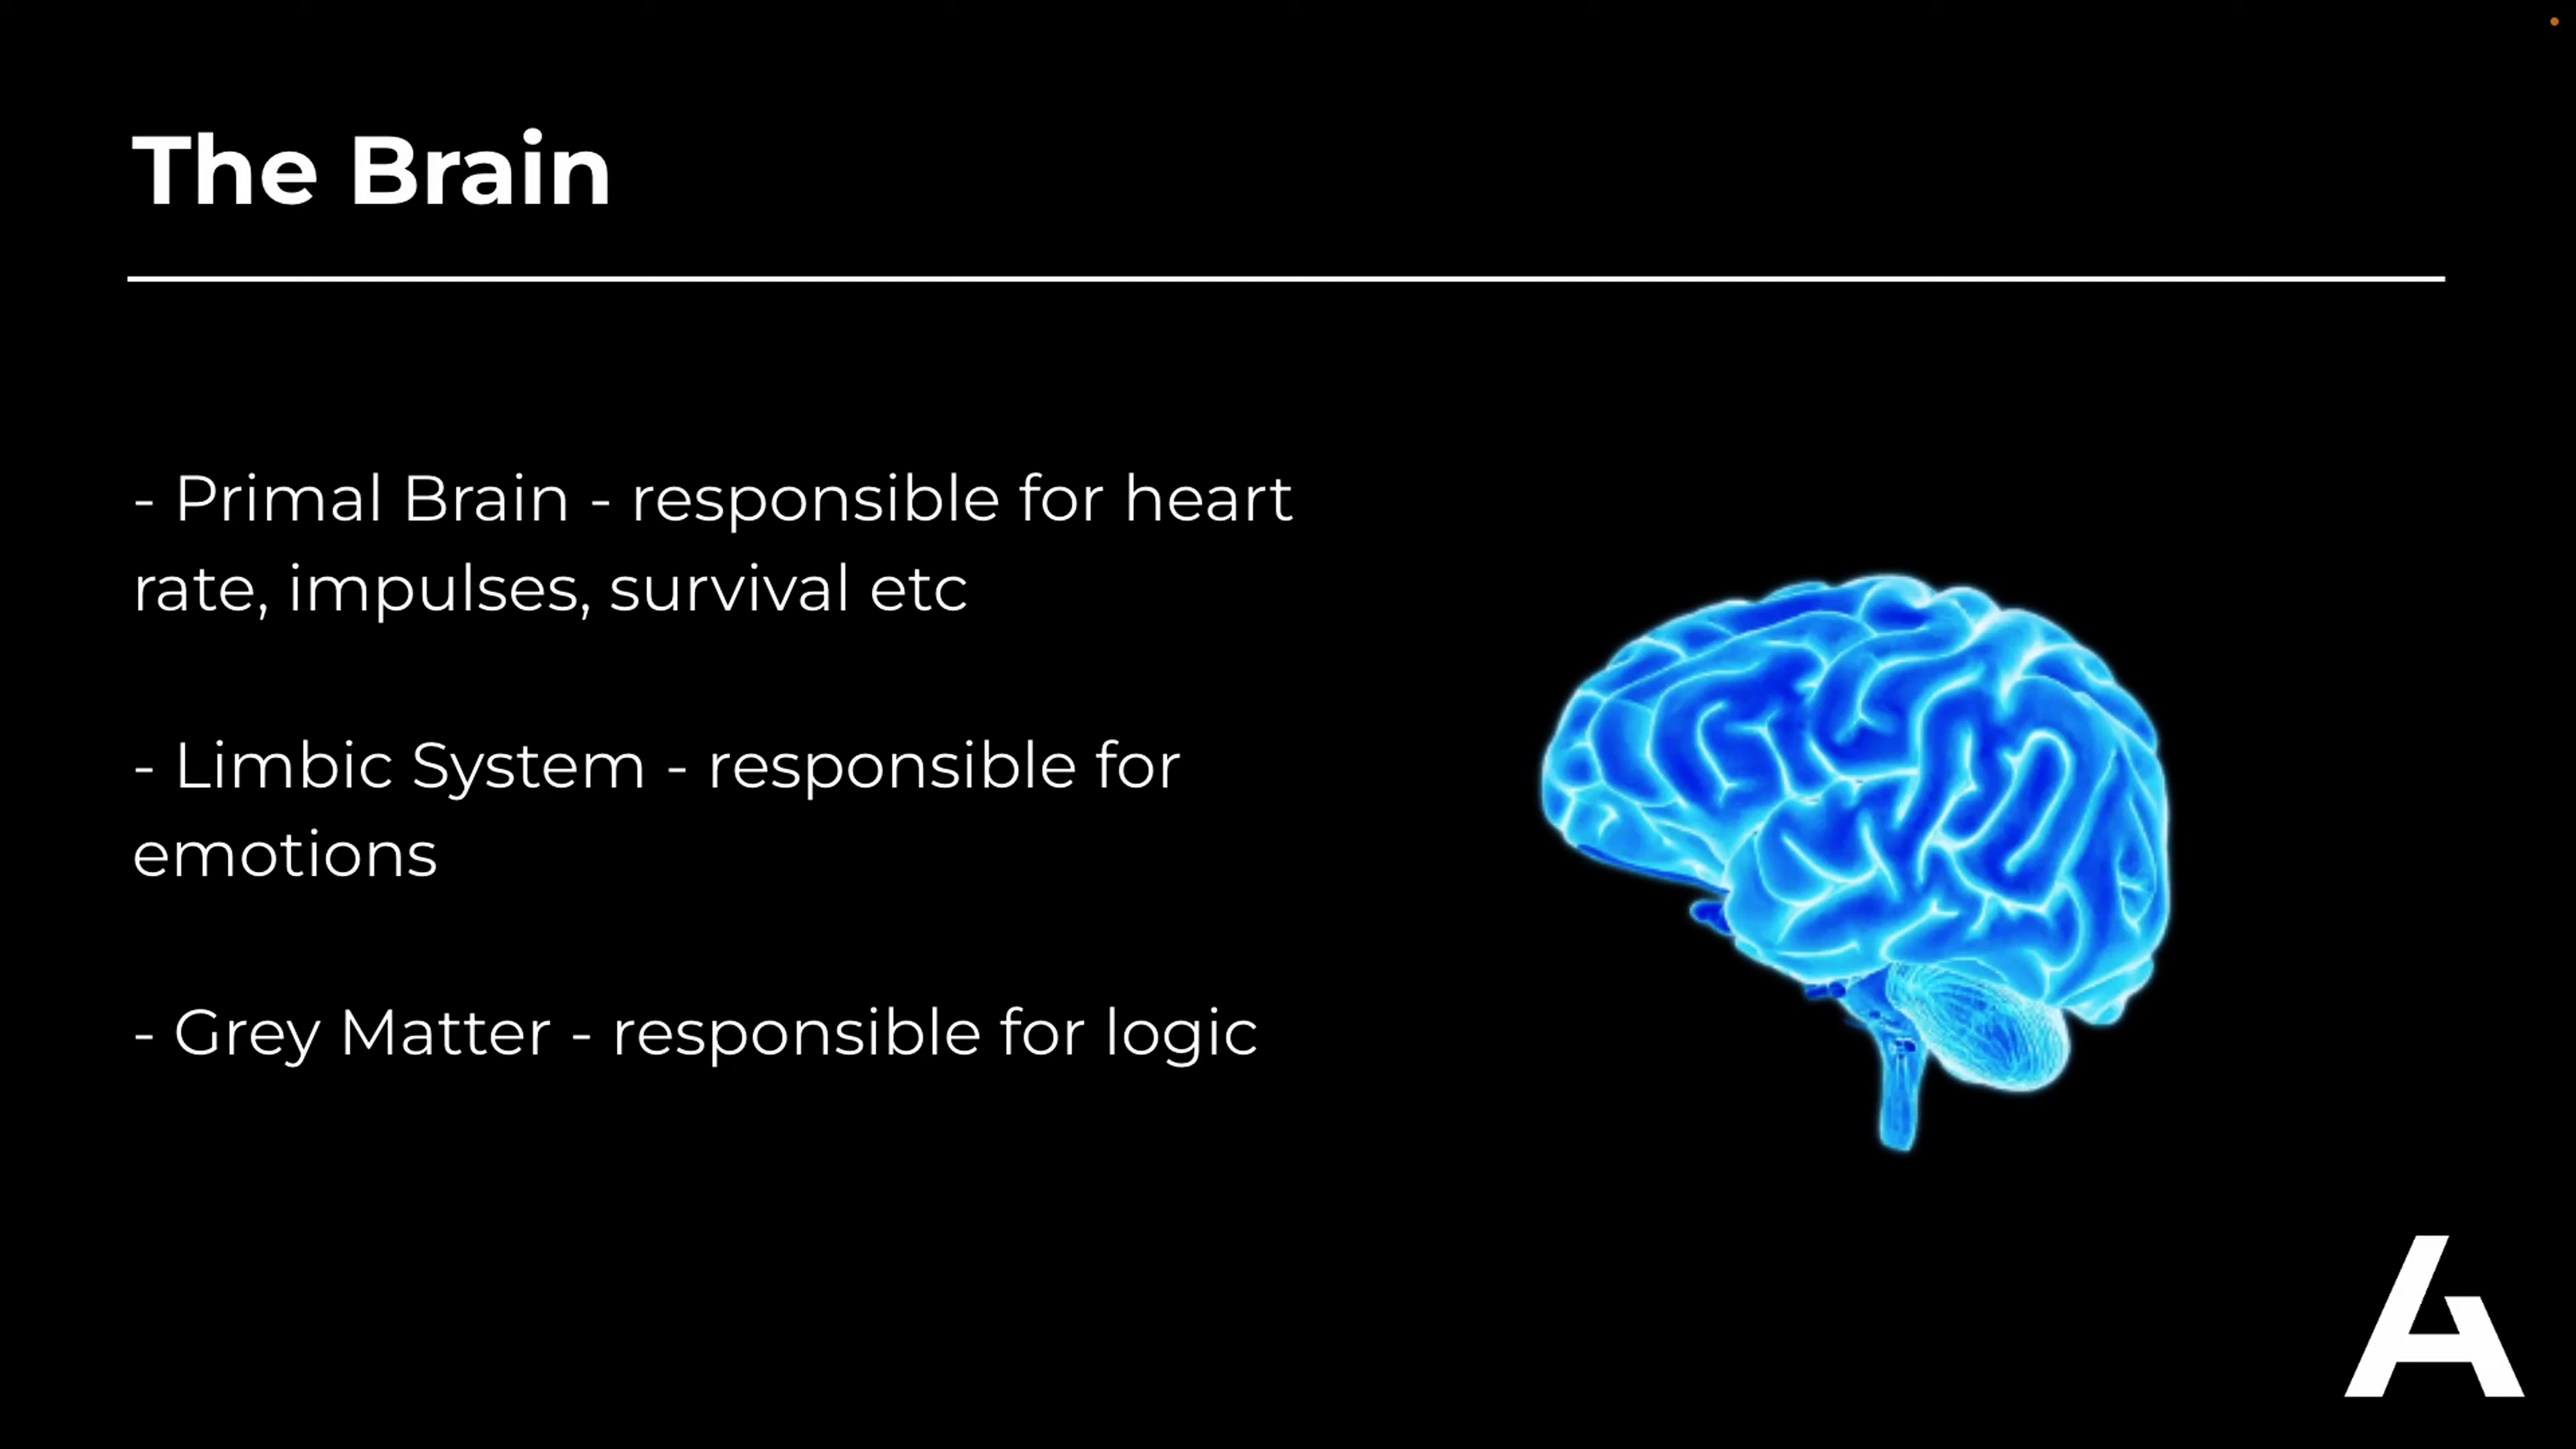 The Brain
- Primal Brain - responsible for heart
rate, impulses, survival etc
- Limbic System - responsible for
emotions
- Grey Matter - responsible for logic